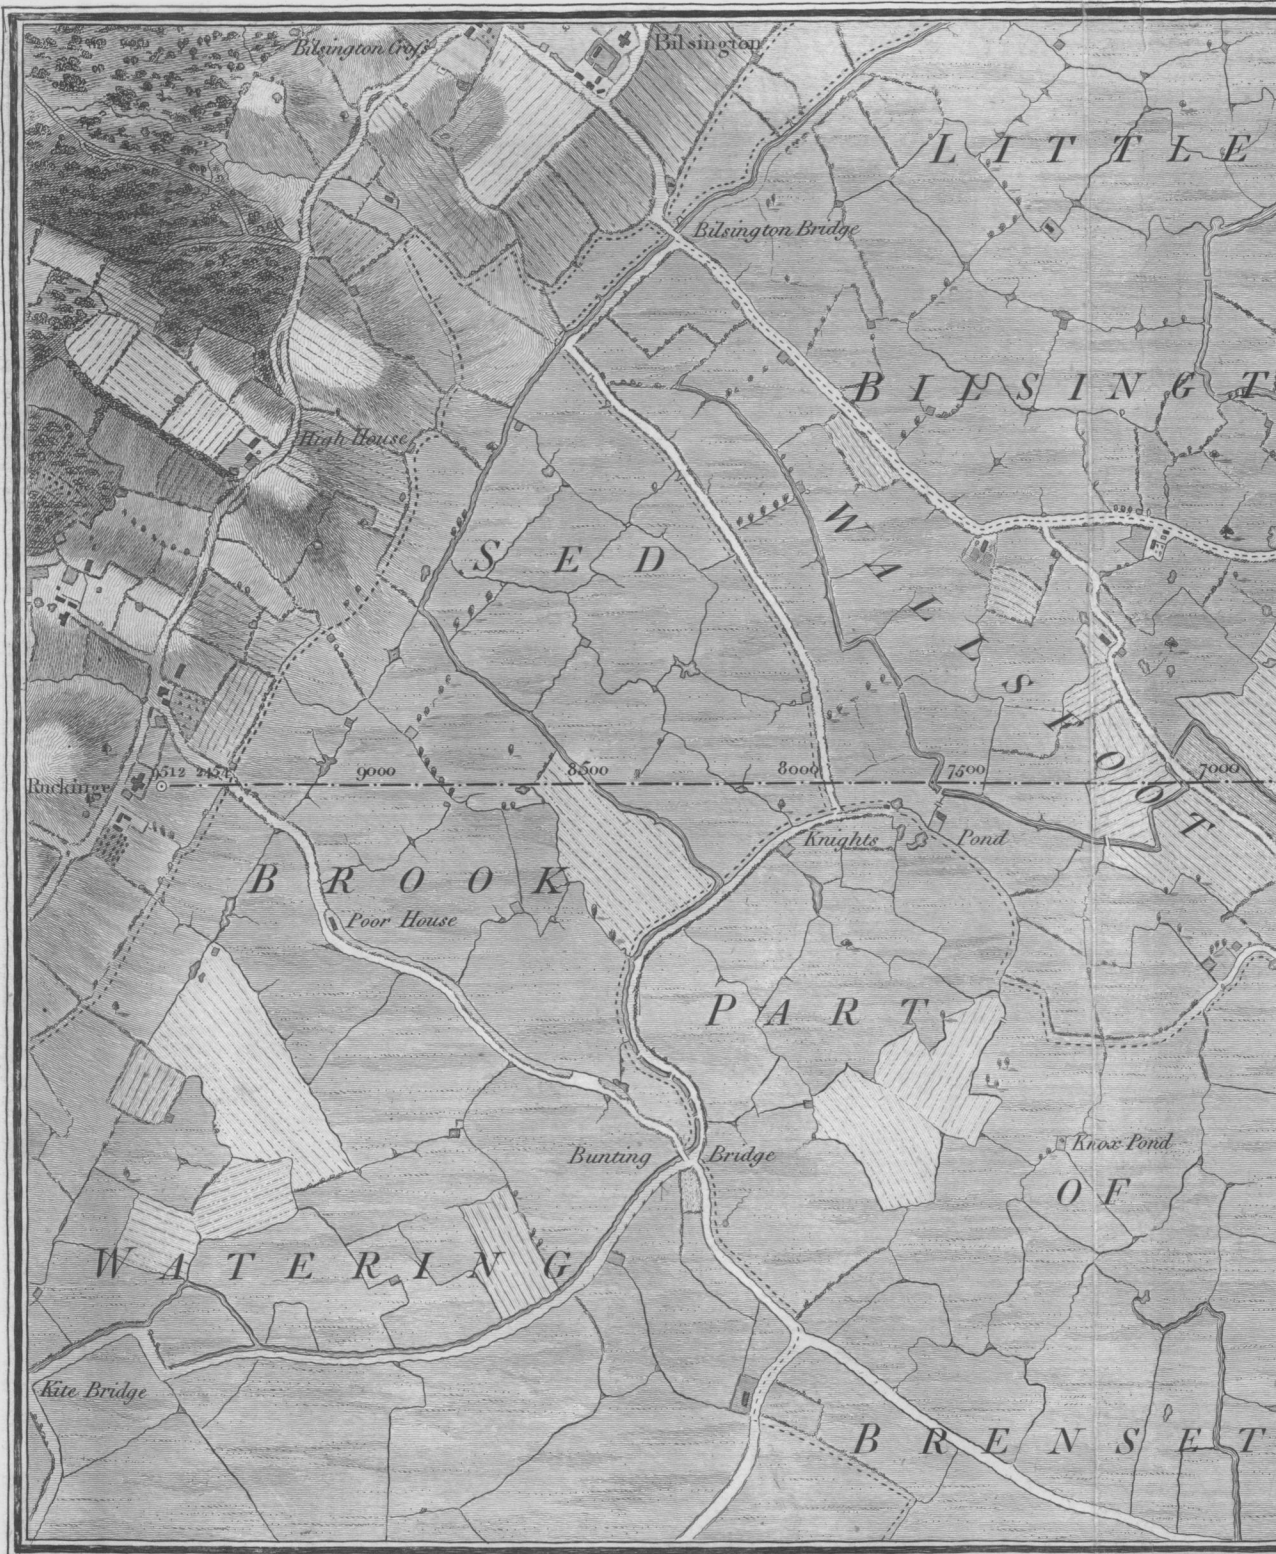 Bilsington Croſs
Bilsington
LITTLE
Bilsington Bridge
BILSINGT
High House
SED
WALLSFOOT
Ruckinge
9512 2454 9000 8500 8000 7500 7000
Knights Pond
BROOK
Poor House
PART
Bunting Bridge
Knox Pond
OF
WATERING
Kite Bridge
BRENSET